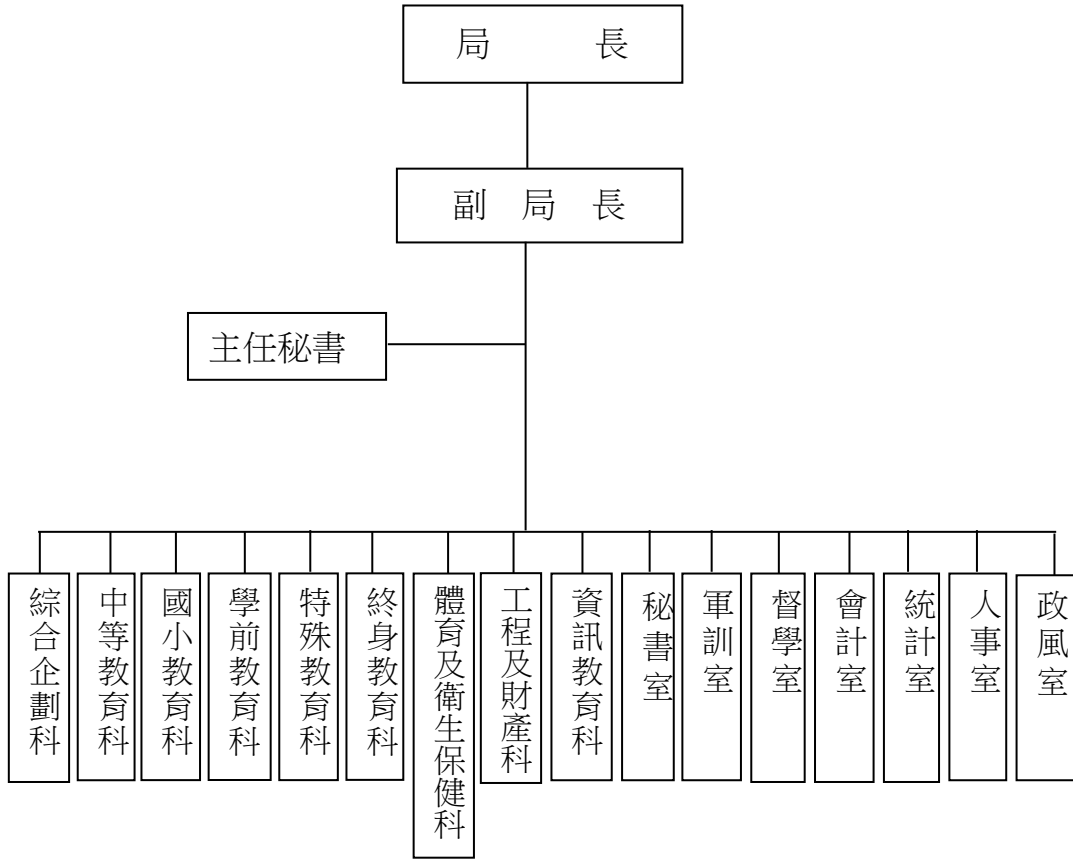 局 長
副 局 長
主任秘書
綜合企劃科
中等教育科
國小教育科
學前教育科
特殊教育科
終身教育科
體育及衛生保健科
工程及財產科
資訊教育科
秘書室
軍訓室
督學室
會計室
統計室
人事室
政風室